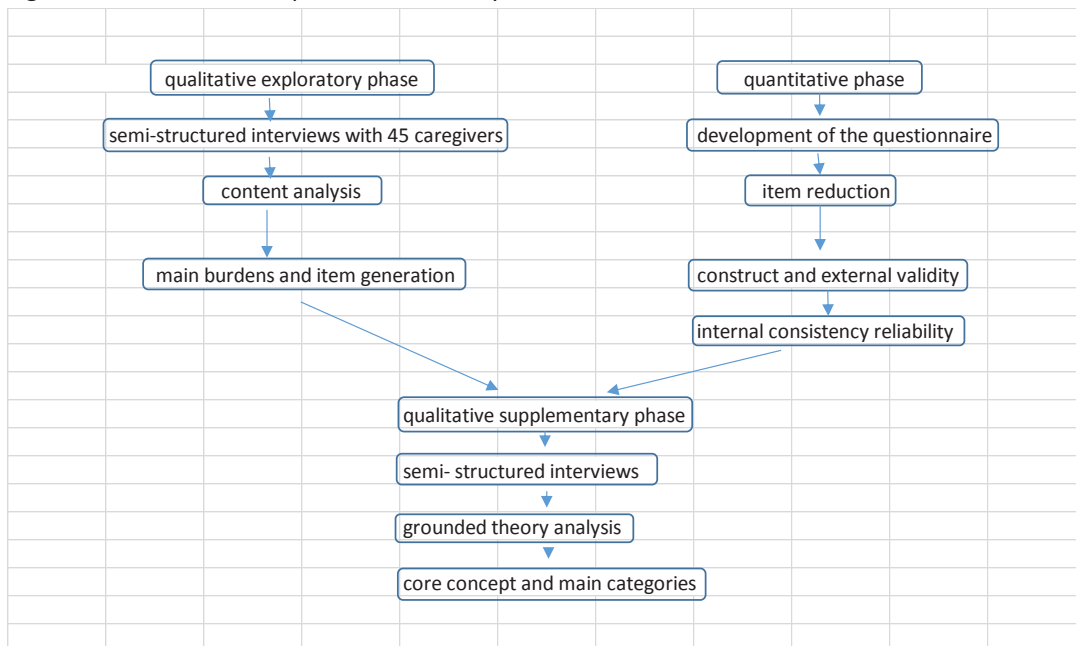 qualitative exploratory phase
semi-structured interviews with 45 caregivers
content analysis
main burdens and item generation
quantitative phase
development of the questionnaire
item reduction
construct and external validity
internal consistency reliability
qualitative supplementary phase
semi- structured interviews
grounded theory analysis
core concept and main categories